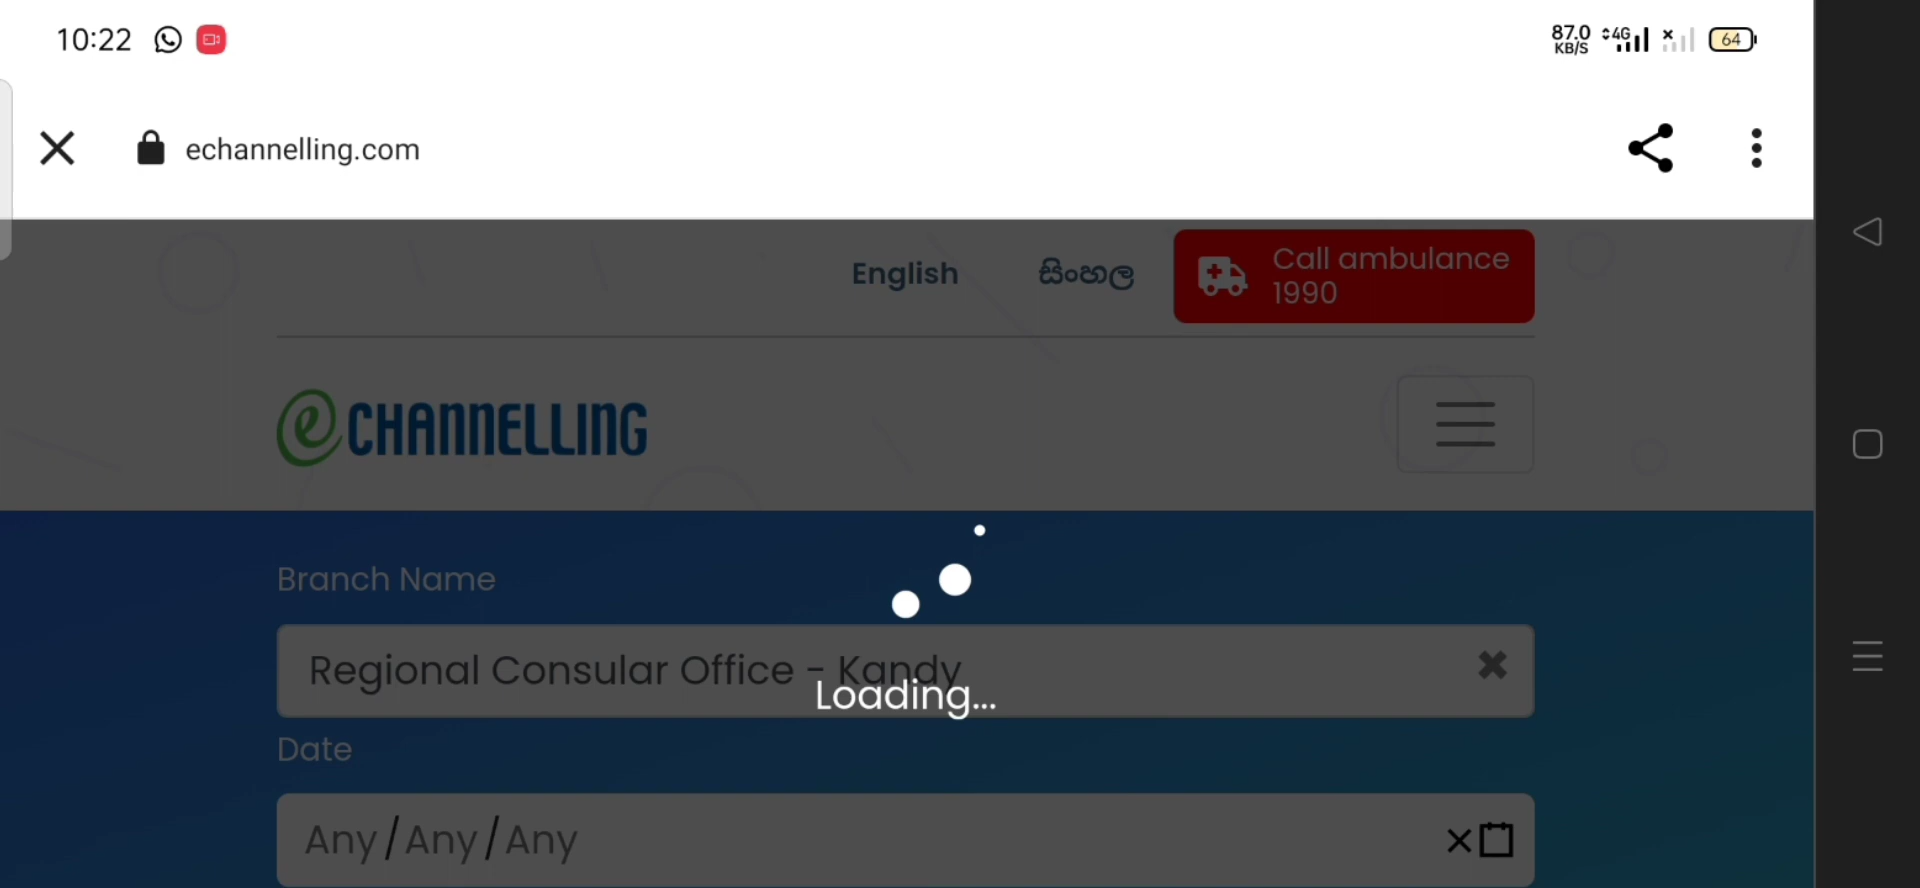 10:22
87.0
KB/S
4G
64
echannelling.com
English
සිංහල
Call ambulance
1990
eCHANNELLING
Branch Name
Regional Consular Office - Kandy
Loading...
Date
Any/Any/Any